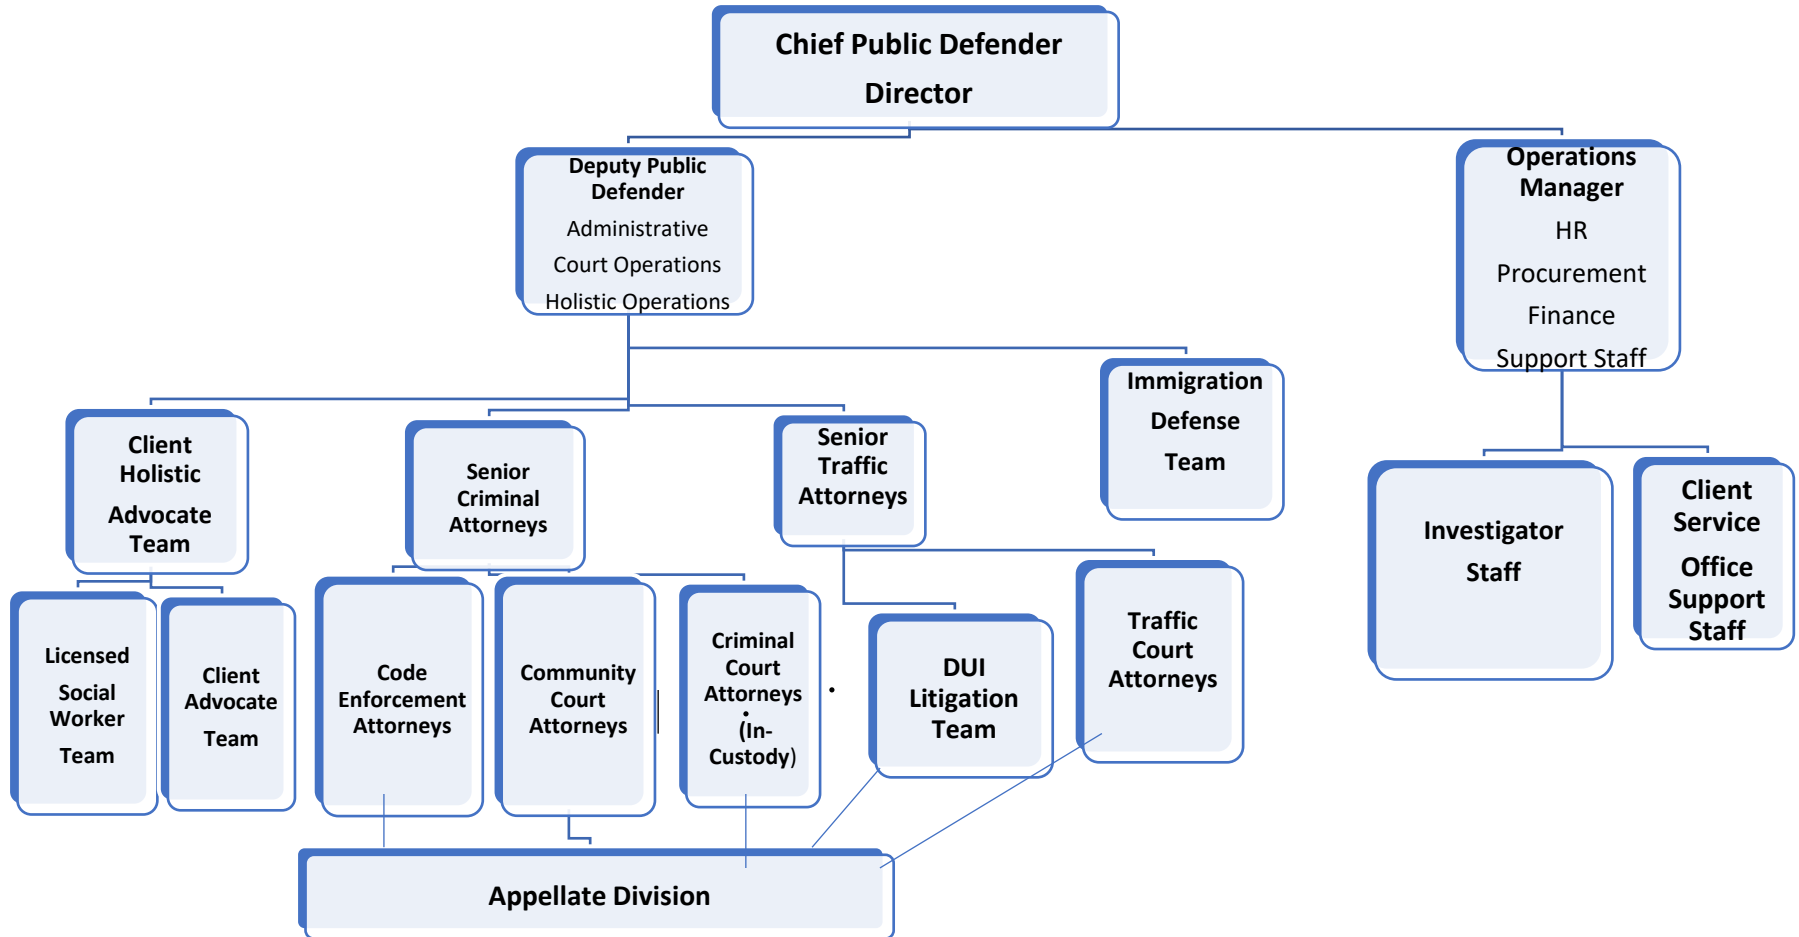 Chief Public Defender
Director
Deputy Public
Defender
Administrative
Court Operations
Holistic Operations
Operations
Manager
HR
Procurement
Finance
Support Staff
Immigration
Defense
Team
Client
Holistic
Advocate
Team
Senior
Criminal
Attorneys
Senior
Traffic
Attorneys
Investigator
Staff
Client
Service
Office
Support
Staff
Licensed
Social
Worker
Team
Client
Advocate
Team
Code
Enforcement
Attorneys
Community
Court
Attorneys
Criminal
Court
Attorneys
(In-
Custody)
DUI
Litigation
Team
Traffic
Court
Attorneys
Appellate Division